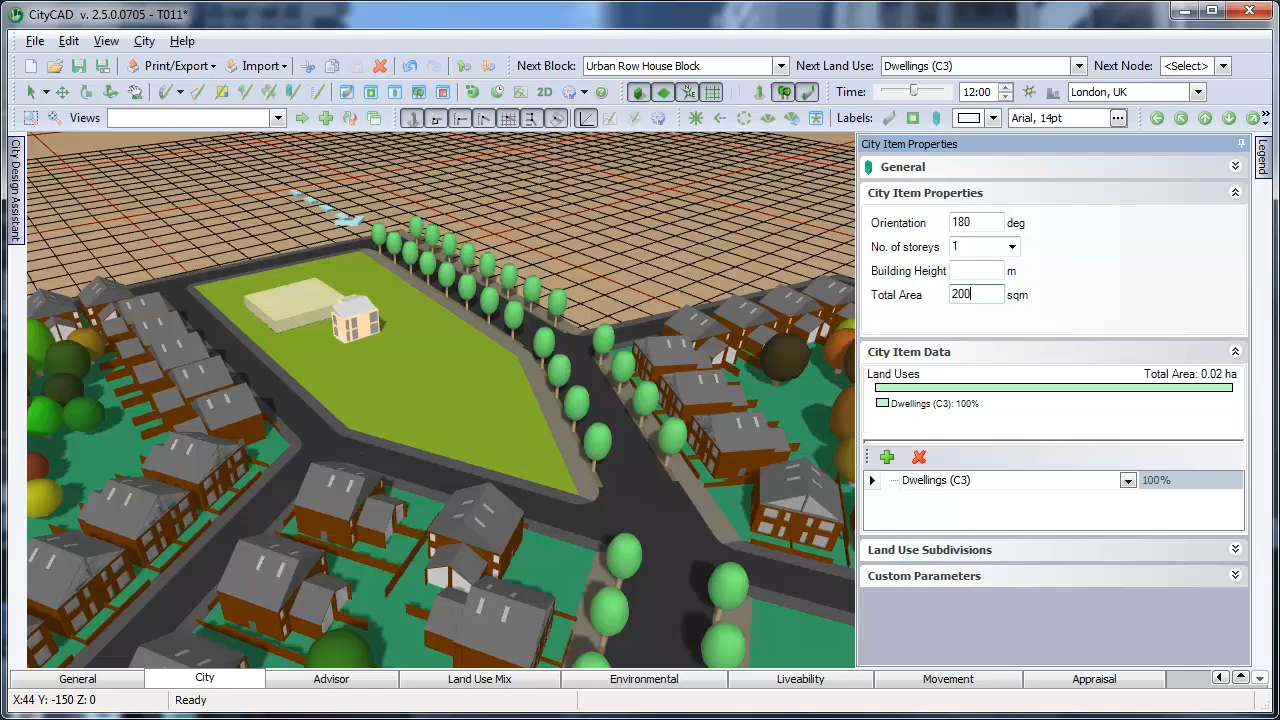 CityCAD v. 2.5.0.0705 - T011*
File Edit View City Help
Print/Export Import Next Block: Urban Row House Block Next Land Use: Dwellings (C3) Next Node: <Select>
2D Time: 12:00 London, UK
Views Labels: Arial, 14pt
City Design Assistant
City Item Properties
Legend
General
City Item Properties
Orientation 180 deg
No. of storeys 1
Building Height m
Total Area 200 sqm
City Item Data
Land Uses Total Area: 0.02 ha
Dwellings (C3): 100%
Dwellings (C3) 100%
Land Use Subdivisions
Custom Parameters
General City Advisor Land Use Mix Environmental Liveability Movement Appraisal
X:44 Y: -150 Z: 0 Ready